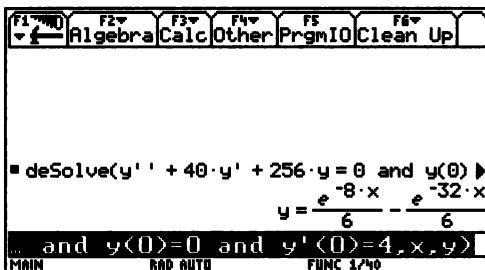 F1 F2 Algebra F3 Calc F4 Other F5 PrgmIO F6 Clean Up
▪ deSolve(y'' + 40·y' + 256·y = 0 and y(0) ▶
y = e^-8·x/6 - e^-32·x/6
… and y(0)=0 and y'(0)=4,x,y)
MAIN RAD AUTO FUNC 1/40